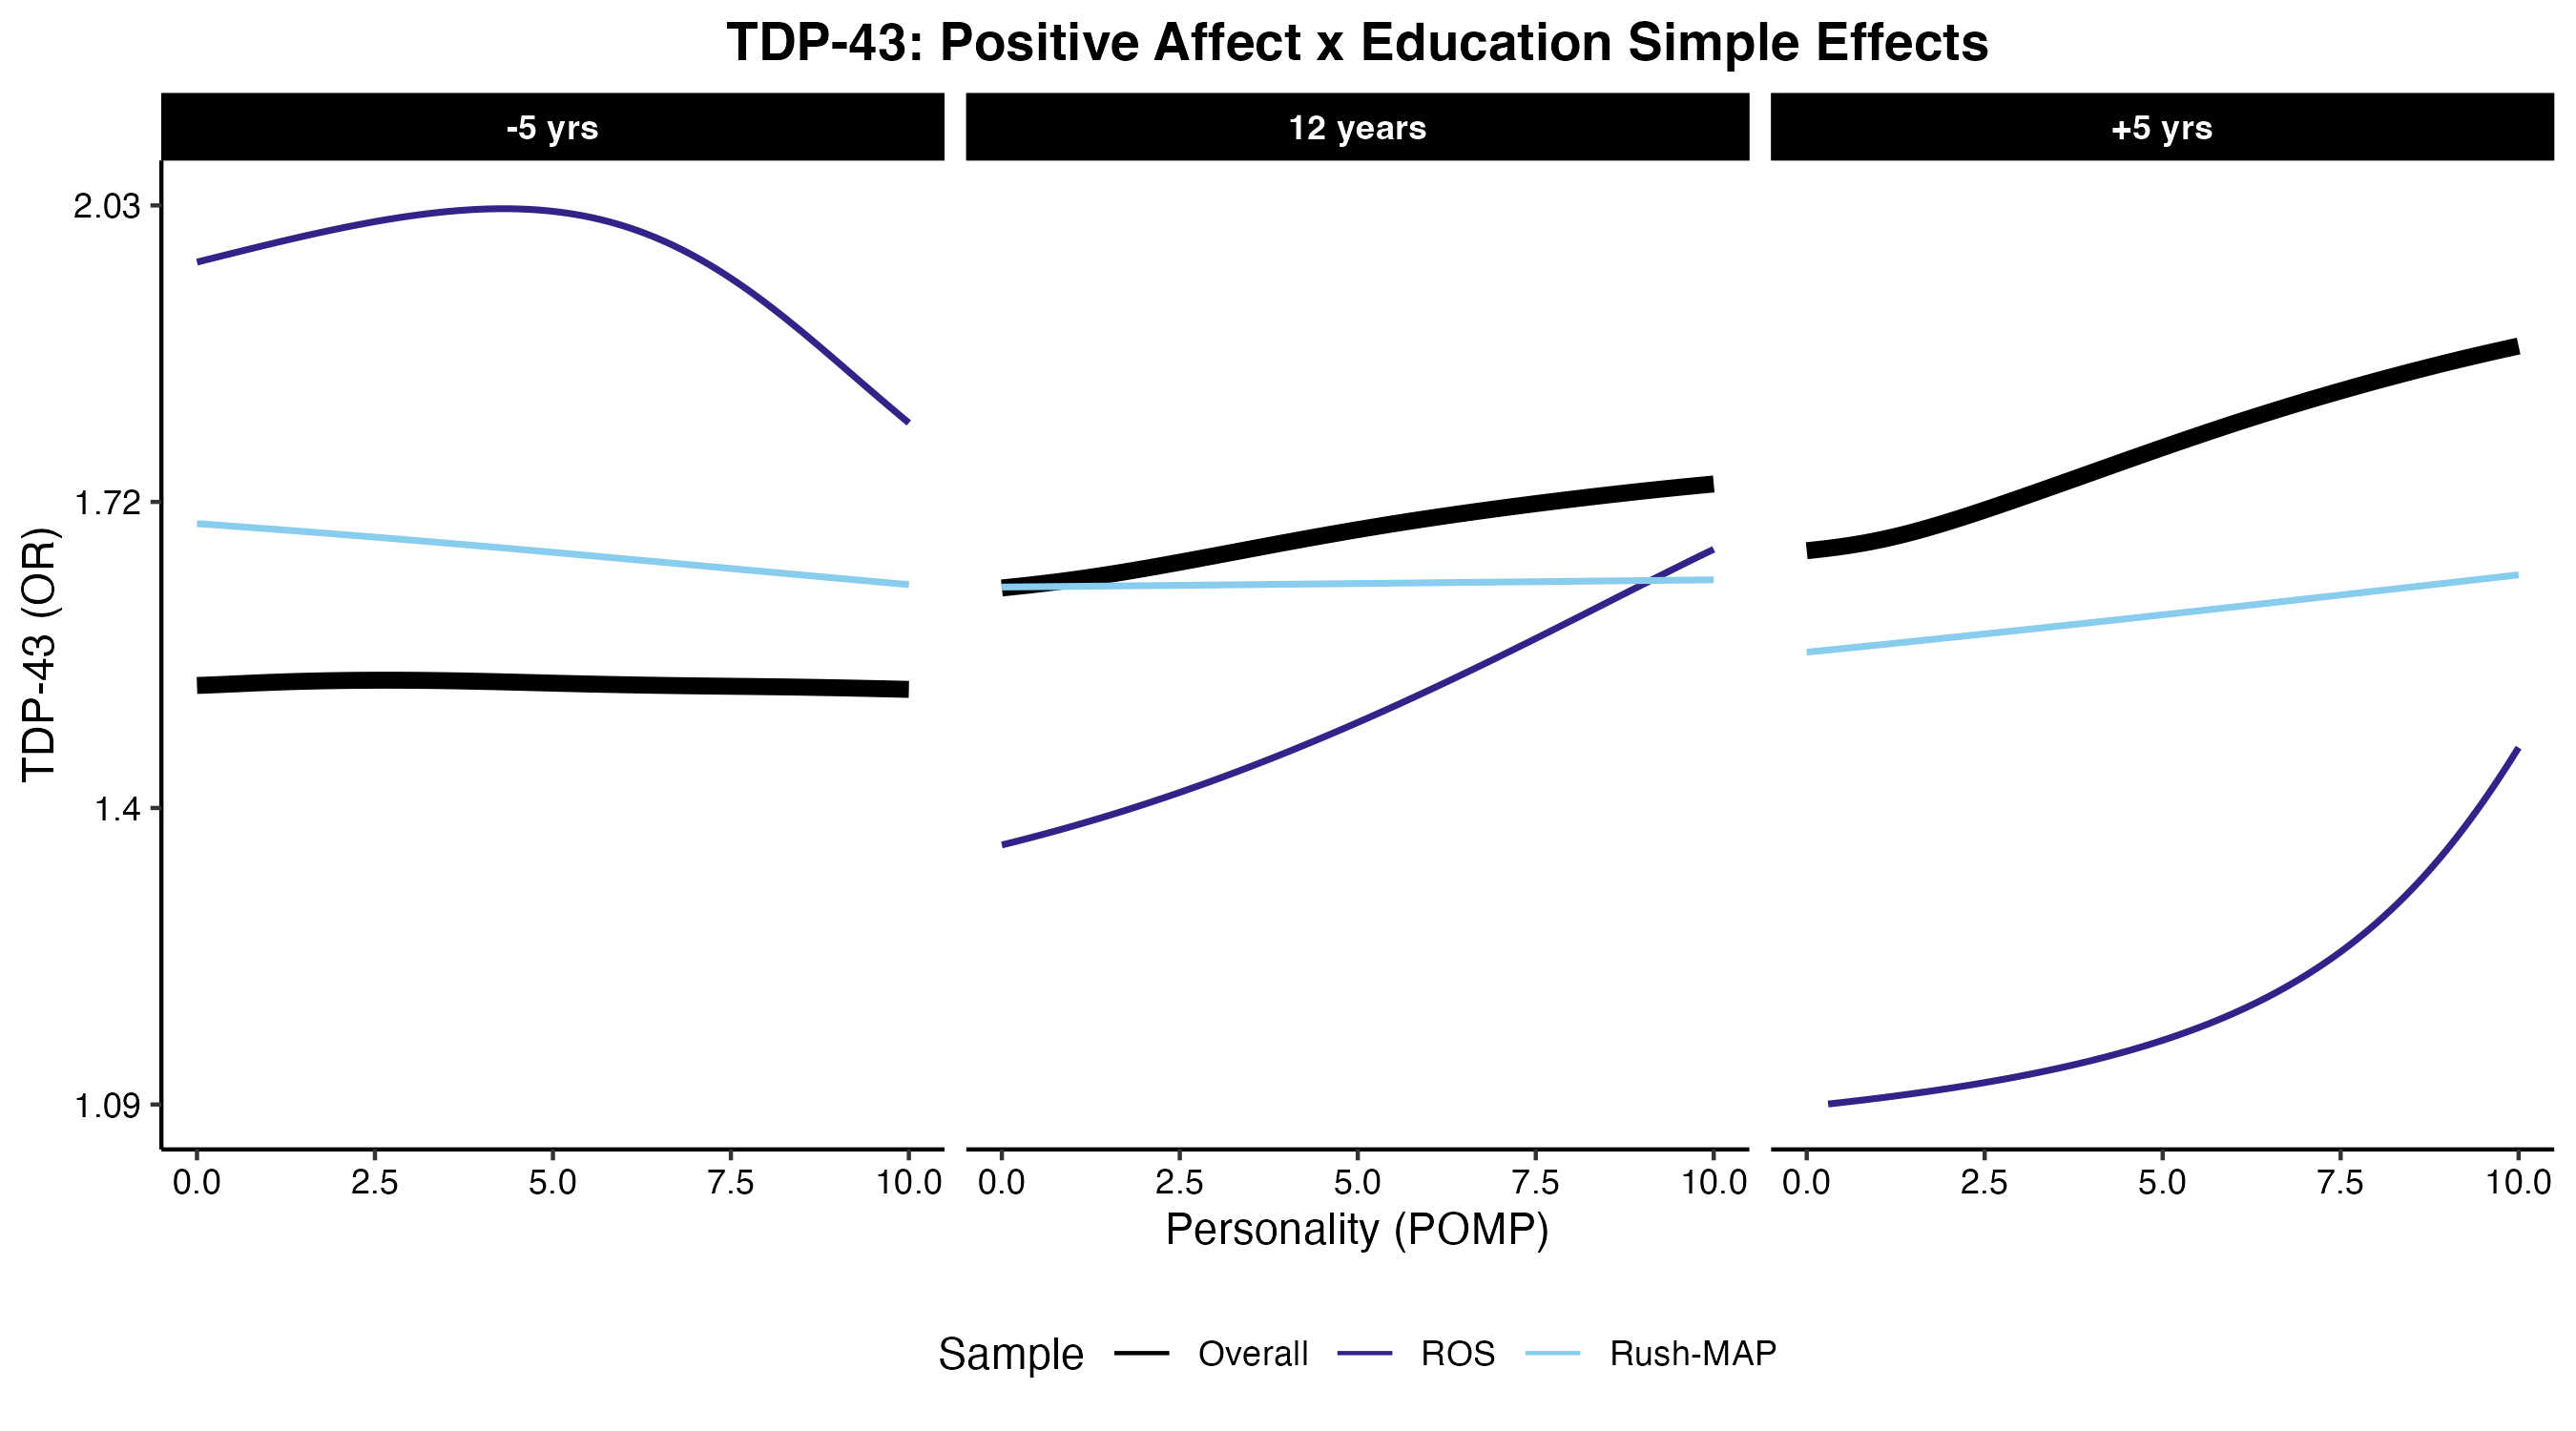 TDP-43: Positive Affect x Education Simple Effects
-5 yrs
12 years
+5 yrs
TDP-43 (OR)
2.03
1.72
1.4
1.09
0.0 2.5 5.0 7.5 10.0
0.0 2.5 5.0 7.5 10.0
0.0 2.5 5.0 7.5 10.0
Personality (POMP)
Sample Overall ROS Rush-MAP